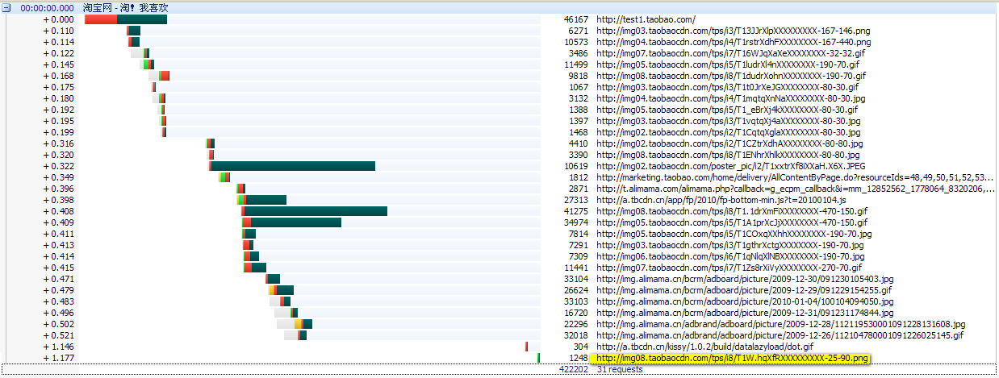 00:00:00.000 淘宝网 - 淘! 我喜欢
+ 0.000 46167 http://test1.taobao.com/
+ 0.110 6271 http://img03.taobaocdn.com/tps/i3/T13JJrXlpXXXXXXXXX-167-146.png
+ 0.114 10573 http://img04.taobaocdn.com/tps/i4/T1rstrXdhFXXXXXXXX-167-440.png
+ 0.122 3486 http://img07.taobaocdn.com/tps/i7/T16WJqXaXeXXXXXXXX-32-32.gif
+ 0.145 11499 http://img05.taobaocdn.com/tps/i5/T1ludrXl4nXXXXXXXX-190-70.gif
+ 0.168 9818 http://img08.taobaocdn.com/tps/i8/T1dudrXohnXXXXXXXX-190-70.gif
+ 0.175 1067 http://img03.taobaocdn.com/tps/i3/T1t0JrXeJGXXXXXXXX-80-30.gif
+ 0.180 3132 http://img04.taobaocdn.com/tps/i4/T1mqtqXnNaXXXXXXXX-80-30.jpg
+ 0.192 1388 http://img05.taobaocdn.com/tps/i5/T1_eBrXj4kXXXXXXXX-80-30.gif
+ 0.195 1397 http://img03.taobaocdn.com/tps/i3/T1vqtqXj4aXXXXXXXX-80-30.jpg
+ 0.199 1468 http://img02.taobaocdn.com/tps/i2/T1CqtqXglaXXXXXXXX-80-30.jpg
+ 0.316 4410 http://img02.taobaocdn.com/tps/i2/T1CZtrXdhAXXXXXXXX-80-80.jpg
+ 0.320 3390 http://img08.taobaocdn.com/tps/i8/T1ENhrXhlkXXXXXXXX-80-80.jpg
+ 0.322 10619 http://img02.taobaocdn.com/poster_pic/i2/T1xxtrXf8iXXaH.X6X.JPEG
+ 0.349 1812 http://marketing.taobao.com/home/delivery/AllContentByPage.do?resourceIds=48,49,50,51,52,53...
+ 0.396 2871 http://t.alimama.com/alimama.php?callback=g_ecpm_callback&i=mm_12852562_1778064_8320206,...
+ 0.398 27313 http://a.tbcdn.cn/app/fp/2010/fp-bottom-min.js?t=20100104.js
+ 0.408 41275 http://img08.taobaocdn.com/tps/i8/T1.1drXmFiXXXXXXXX-470-150.gif
+ 0.409 34974 http://img05.taobaocdn.com/tps/i5/T1A1prXcJjXXXXXXXX-470-150.gif
+ 0.411 7814 http://img05.taobaocdn.com/tps/i5/T1COxqXXhhXXXXXXXX-190-70.jpg
+ 0.413 7291 http://img03.taobaocdn.com/tps/i3/T1gthrXctgXXXXXXXX-190-70.jpg
+ 0.414 7309 http://img06.taobaocdn.com/tps/i6/T1qNlqXlNBXXXXXXXX-190-70.jpg
+ 0.415 11441 http://img07.taobaocdn.com/tps/i7/T1Zs8rXiVyXXXXXXXX-270-70.gif
+ 0.471 33104 http://img.alimama.cn/bcrm/adboard/picture/2009-12-30/091230105403.jpg
+ 0.479 26624 http://img.alimama.cn/bcrm/adboard/picture/2009-12-29/091229154255.gif
+ 0.483 33103 http://img.alimama.cn/bcrm/adboard/picture/2010-01-04/100104094050.jpg
+ 0.496 16720 http://img.alimama.cn/bcrm/adboard/picture/2009-12-31/091231174844.jpg
+ 0.502 22296 http://img.alimama.cn/adbrand/adboard/picture/2009-12-28/11211953000109122​8131608.jpg
+ 0.521 32018 http://img.alimama.cn/adbrand/adboard/picture/2009-12-26/112104780001091226025145.gif
+ 1.146 304 http://a.tbcdn.cn/kissy/1.0.2/build/datalazyload/dot.gif
+ 1.177 1248 http://img08.taobaocdn.com/tps/i8/T1W.hqXfRXXXXXXXXX-25-90.png
422202 31 requests